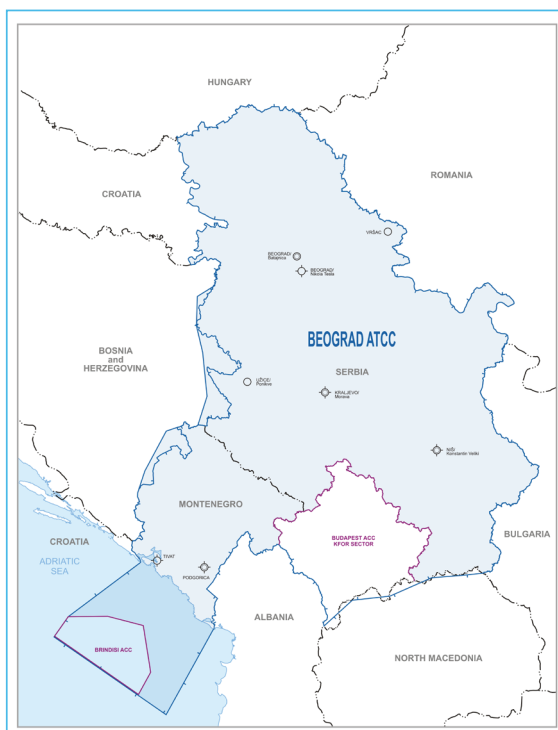 HUNGARY
ROMANIA
CROATIA
VRŠAC
BEOGRAD/
Batajnica
BEOGRAD/
Nikola Tesla
BEOGRAD ATCC
BOSNIA
and
HERZEGOVINA
SERBIA
UŽICE/
Ponikve
KRALJEVO/
Morava
NIŠ/
Konstantin Veliki
MONTENEGRO
BUDAPEST ACC
KFOR SECTOR
BULGARIA
CROATIA
ADRIATIC
SEA
TIVAT
PODGORICA
ALBANIA
BRINDISI ACC
NORTH MACEDONIA